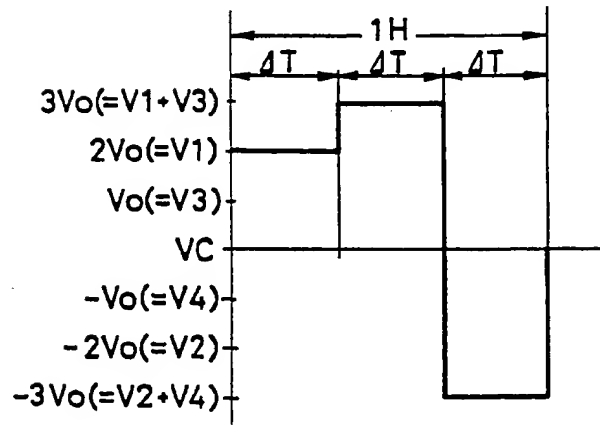 1H
ΔT ΔT ΔT
3Vo(=V1+V3)
2Vo(=V1)
Vo(=V3)
VC
-Vo(=V4)
-2Vo(=V2)
-3Vo(=V2+V4)